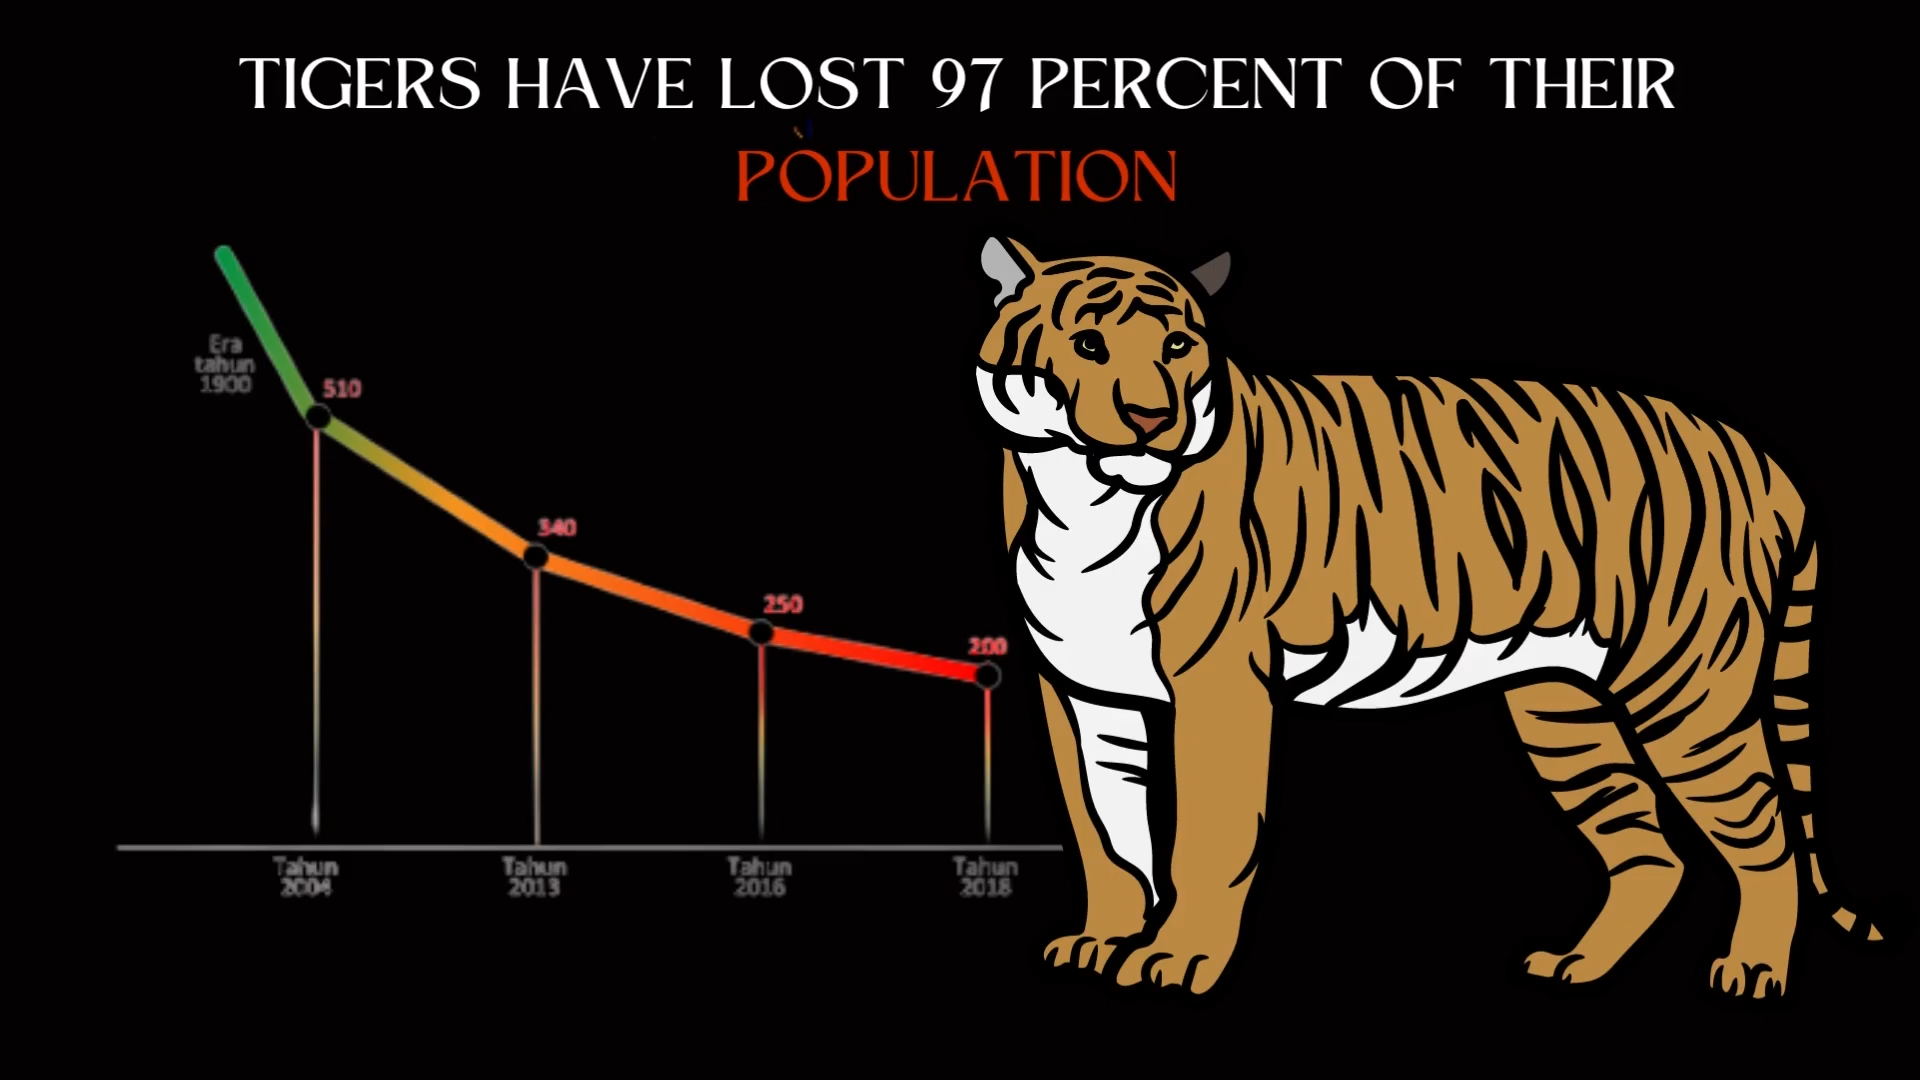 TIGERS HAVE LOST 97 PERCENT OF THEIR
POPULATION
Era
tahun
1900
510
340
250
200
Tahun
2004
Tahun
2013
Tahun
2016
Tahun
2018